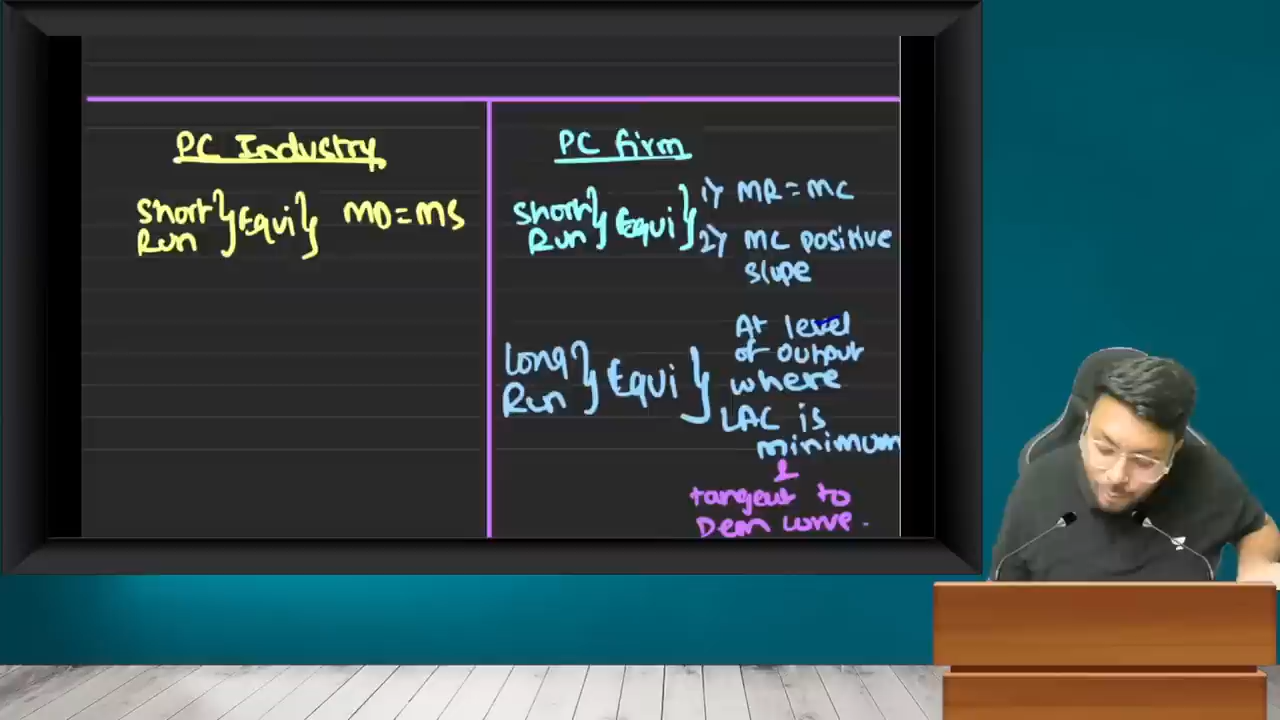 PC Industry
Short Run } Equi } MD = MS
PC firm
Short Run } Equi }
1) MR = MC
2) MC positive
slope
Long Run } Equi }
At level
of output
where
LAC is
minimum
&
tangent to
Dem curve.